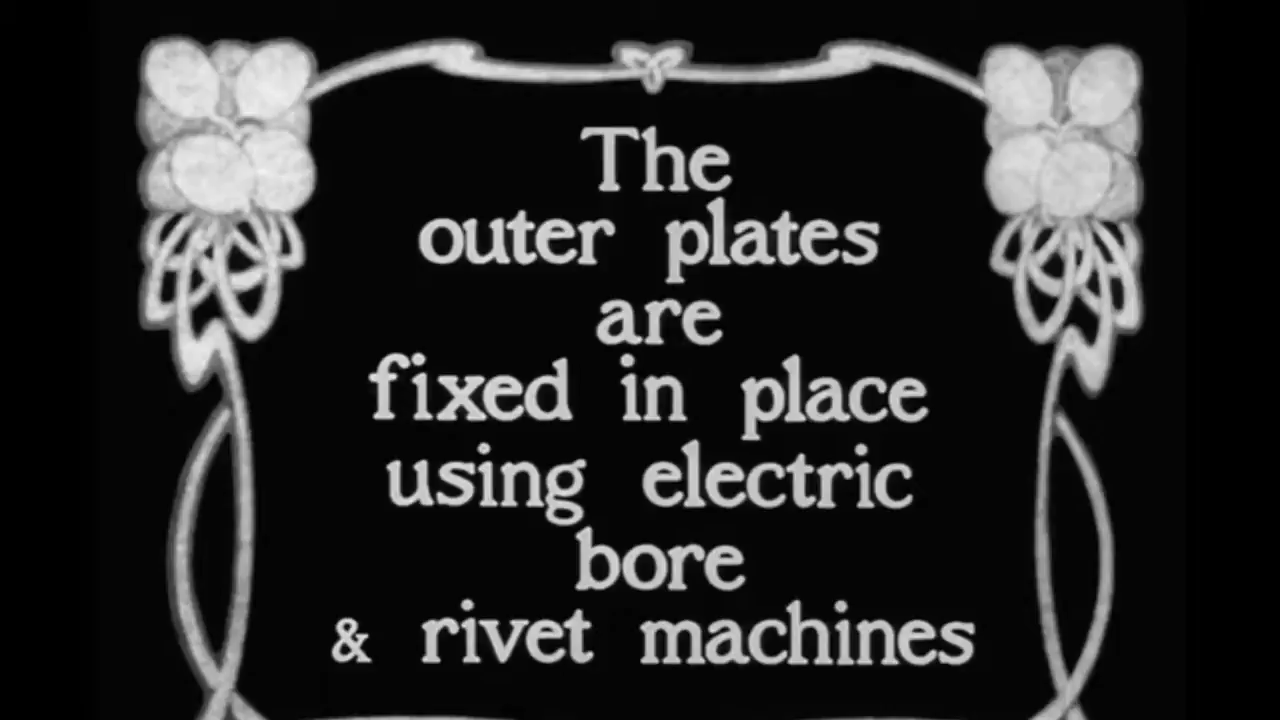 The
outer plates
are
fixed in place
using electric
bore
& rivet machines